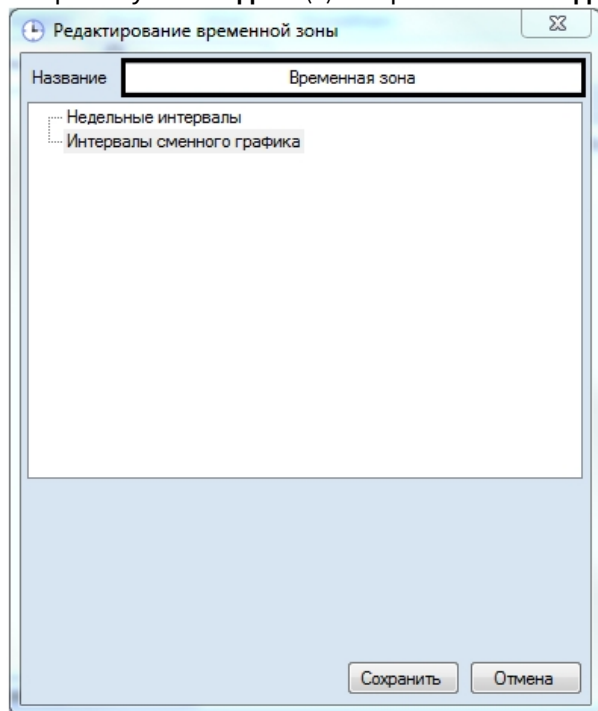 Редактирование временной зоны
Название Временная зона
Недельные интервалы
Интервалы сменного графика
Сохранить Отмена